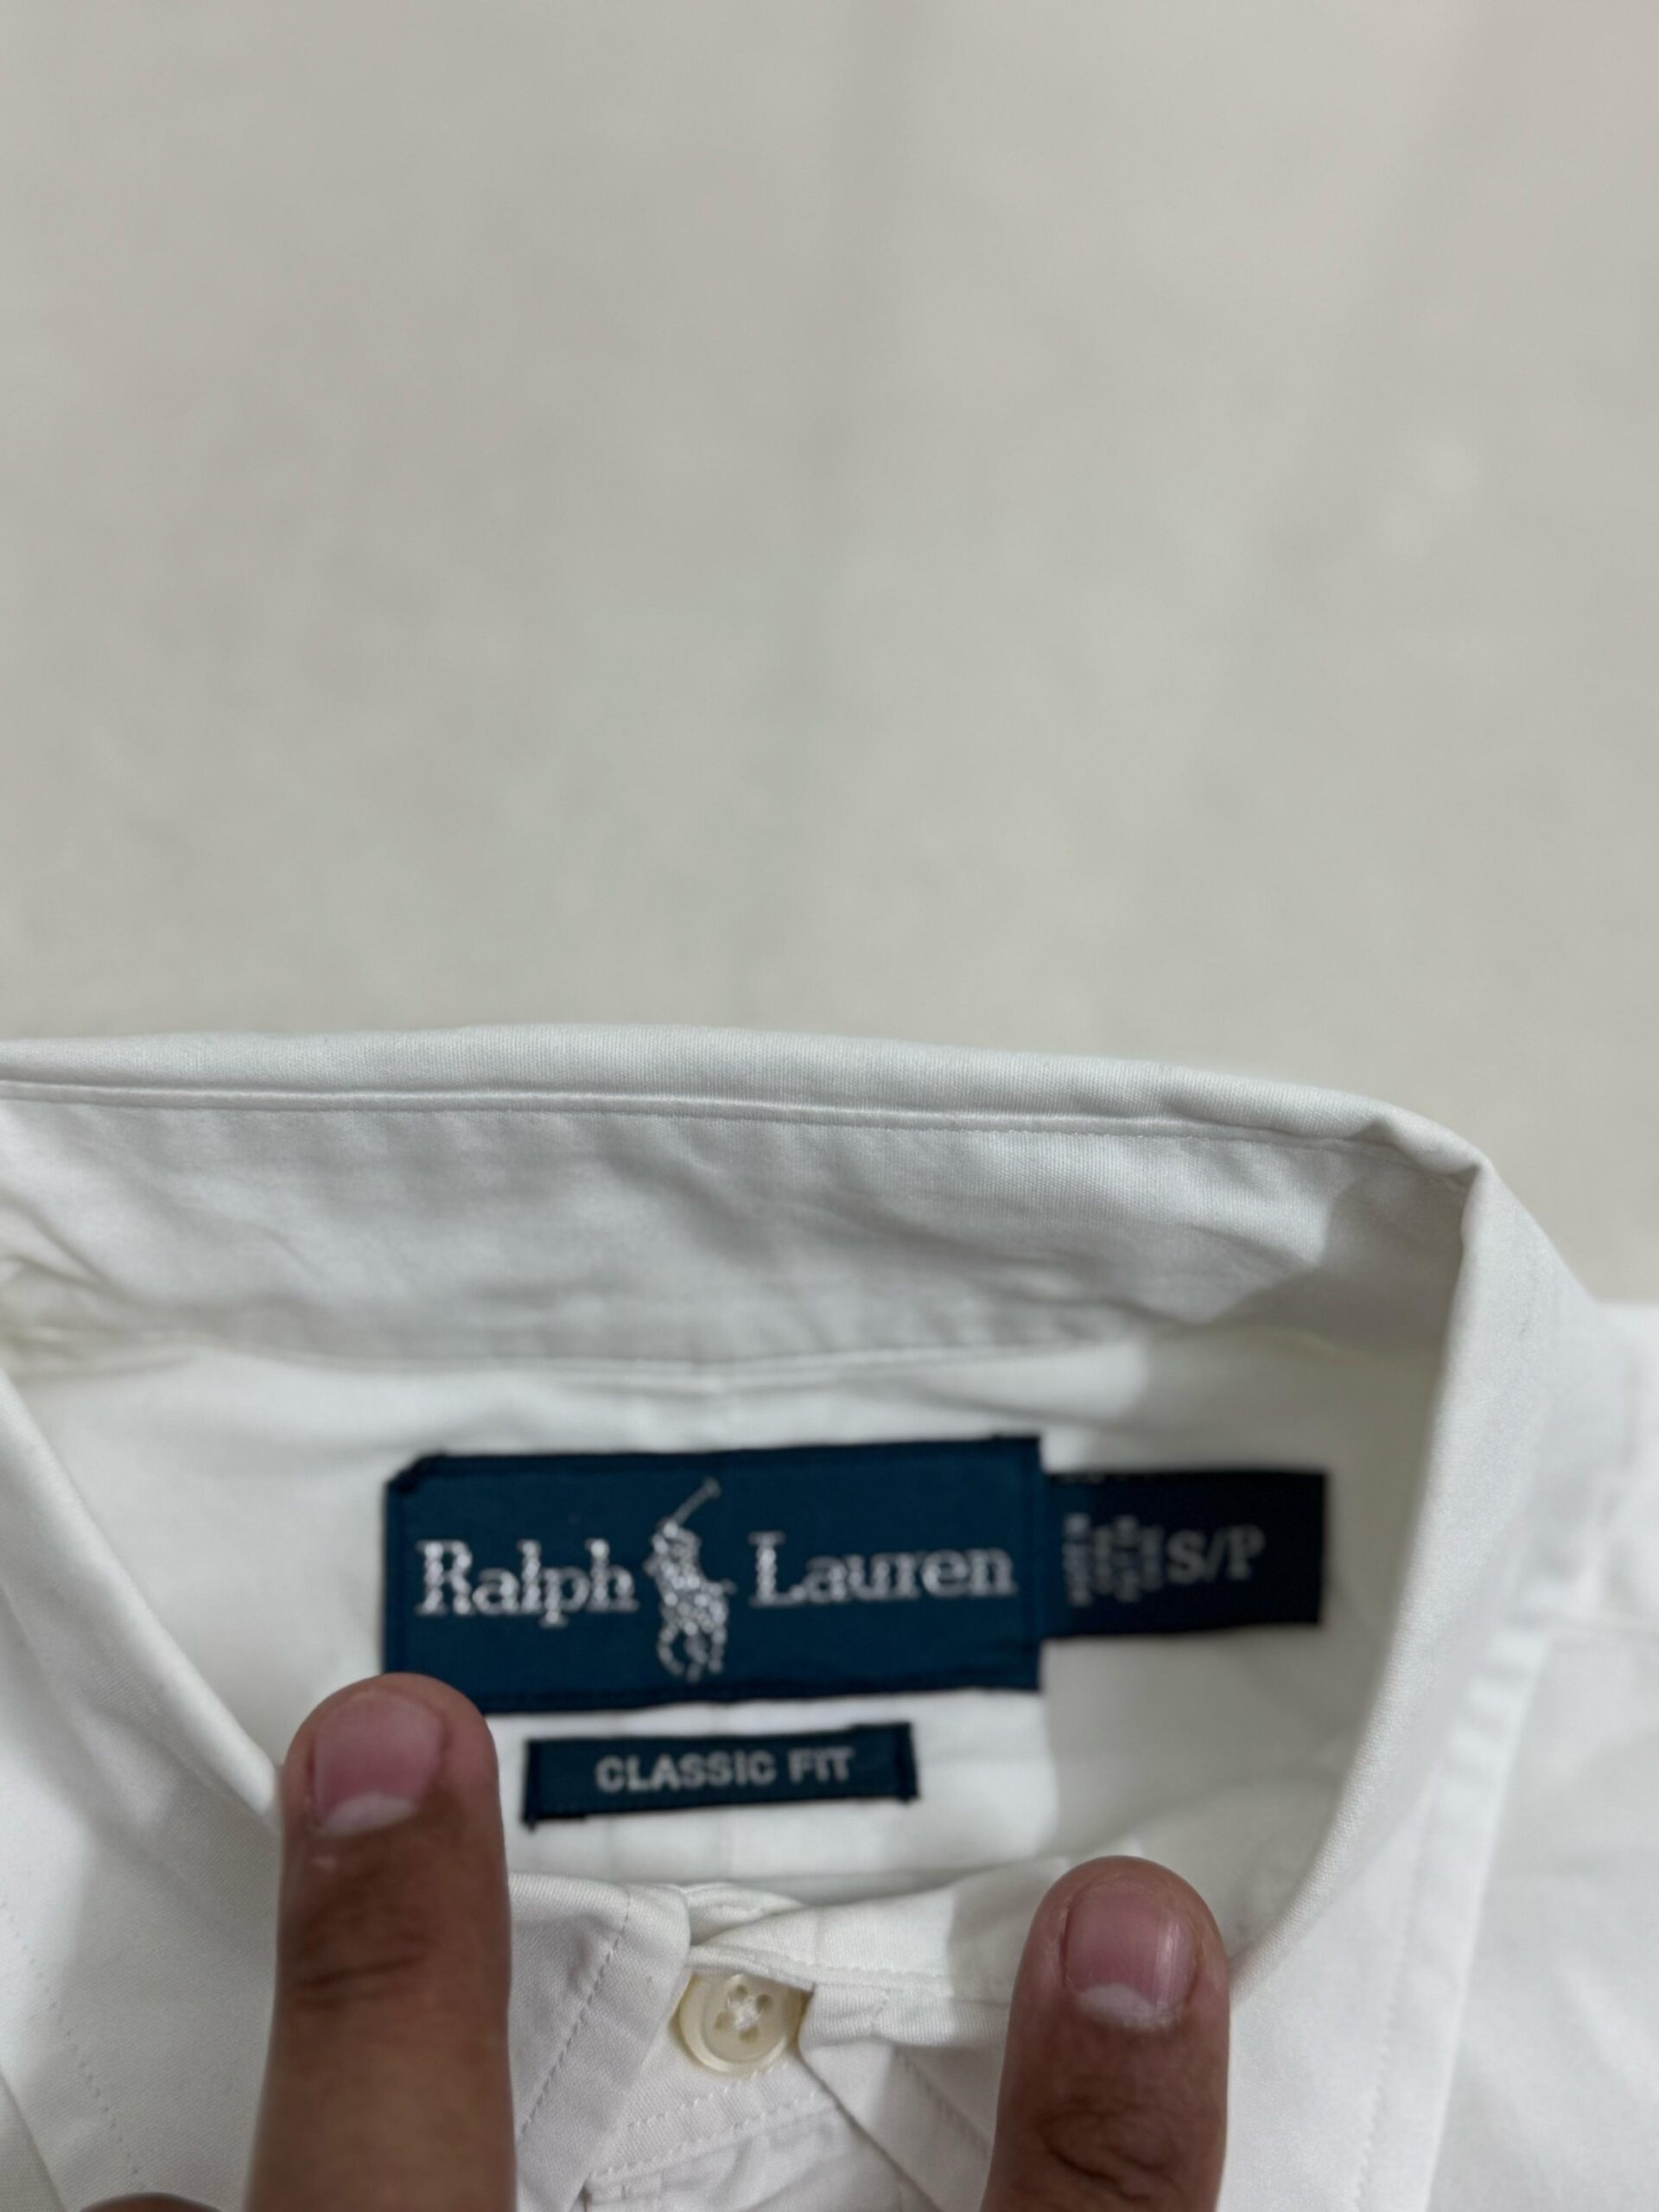 Ralph Lauren
S/P
CLASSIC FIT